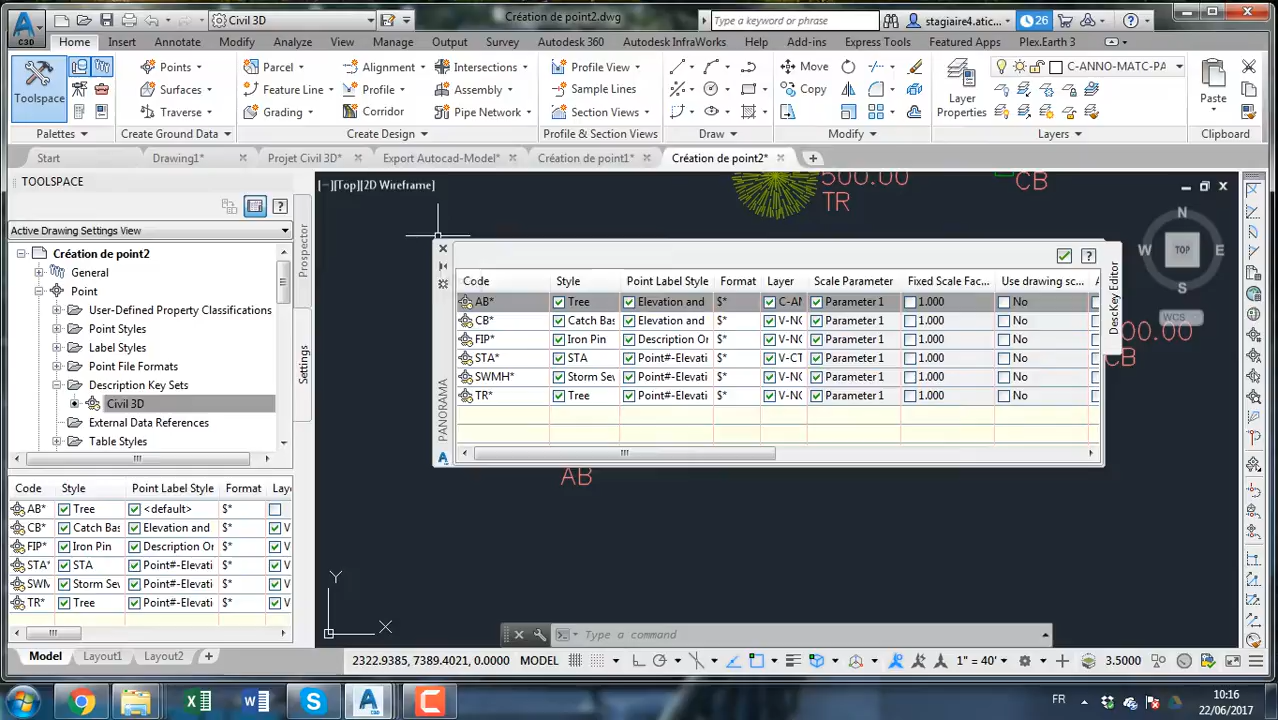 Civil 3D
Création de point2.dwg
Type a keyword or phrase
stagiaire4.atic...
26
C3D
Home Insert Annotate Modify Analyze View Manage Output Survey Autodesk 360 Autodesk InfraWorks Help Add-ins Express Tools Featured Apps Plex.Earth 3
Points Parcel Alignment Intersections Profile View Move C-ANNO-MATC-PA
Toolspace Surfaces Feature Line Profile Assembly Sample Lines Copy Layer Properties Paste
Traverse Grading Corridor Pipe Network Section Views
Palettes Create Ground Data Create Design Profile & Section Views Draw Modify Layers Clipboard
Start Drawing1* Projet Civil 3D* Export Autocad-Model* Création de point1* Création de point2*
TOOLSPACE
Active Drawing Settings View
Création de point2
General
Point
User-Defined Property Classifications
Point Styles
Label Styles
Point File Formats
Description Key Sets
Civil 3D
External Data References
Table Styles
Prospector
Settings
Code Style Point Label Style Format Laye
AB* Tree <default> $*
CB* Catch Bas Elevation and $* V
FIP* Iron Pin Description Or $* V
STA* STA Point#-Elevati $* V
SWM Storm Se Point#-Elevati $* V
TR* Tree Point#-Elevati $* V
[−][Top][2D Wireframe]
500.00
TR
CB
N
W TOP E
S
WCS
00.00
CB
AB
Code Style Point Label Style Format Layer Scale Parameter Fixed Scale Fac... Use drawing sc...
AB* Tree Elevation and $* C-AN Parameter 1 1.000 No
CB* Catch Bas Elevation and $* V-NO Parameter 1 1.000 No
FIP* Iron Pin Description Or $* V-NO Parameter 1 1.000 No
STA* STA Point#-Elevati $* V-CT Parameter 1 1.000 No
SWMH* Storm Sev Point#-Elevati $* V-NO Parameter 1 1.000 No
TR* Tree Point#-Elevati $* V-NO Parameter 1 1.000 No
PANORAMA
DescKey Editor
Y
X
Type a command
Model Layout1 Layout2 +
2322.9385, 7389.4021, 0.0000 MODEL 1" = 40' 3.5000
FR
10:16
22/06/2017